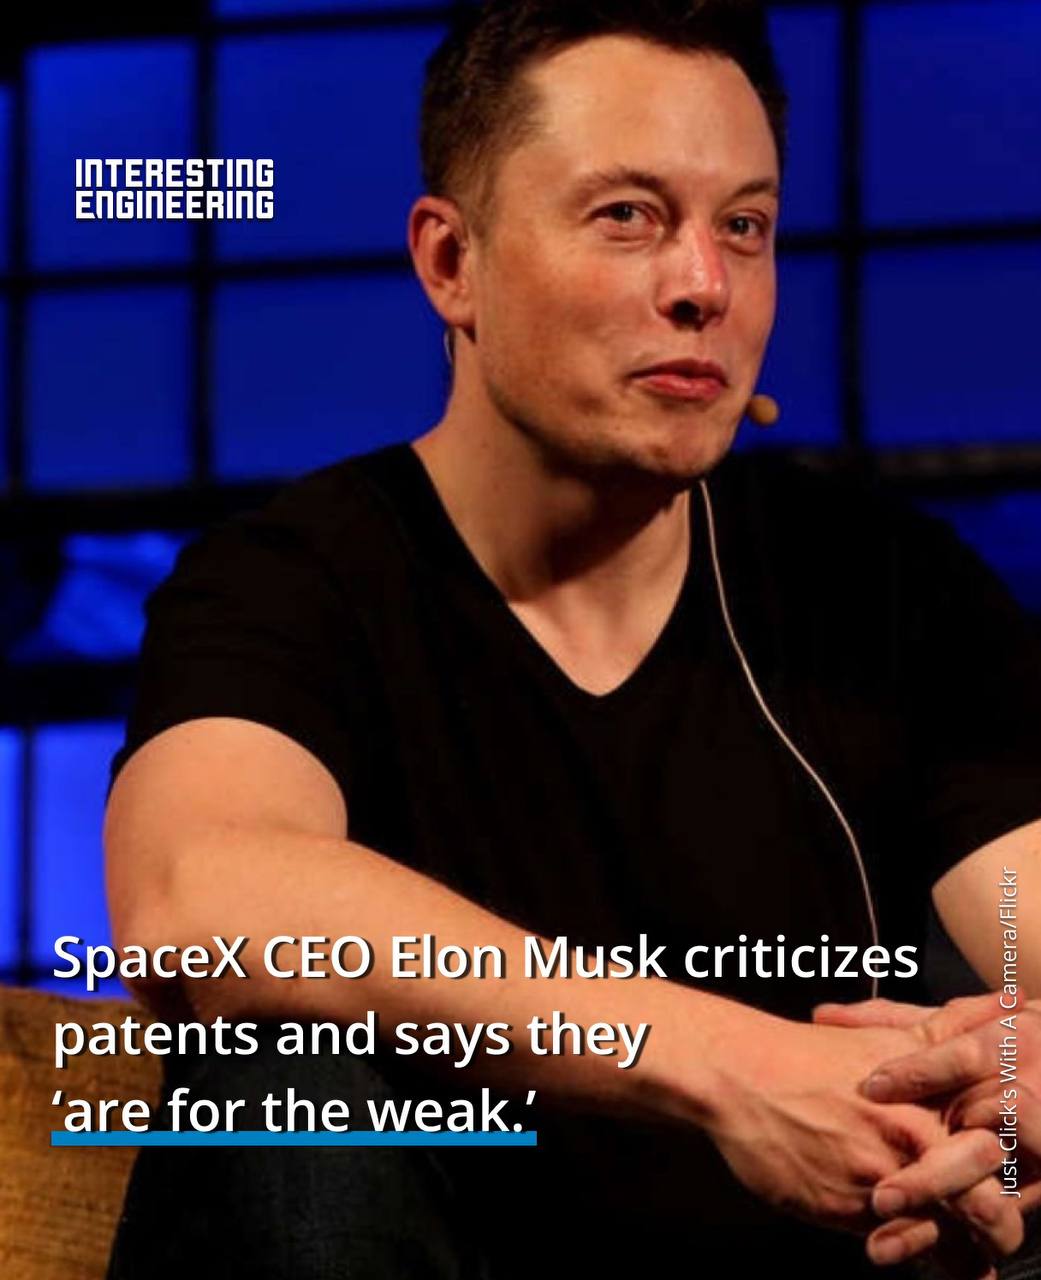 INTERESTING
ENGINEERING
SpaceX CEO Elon Musk criticizes
patents and says they
‘are for the weak.’
Just Click's With A Camera/Flickr